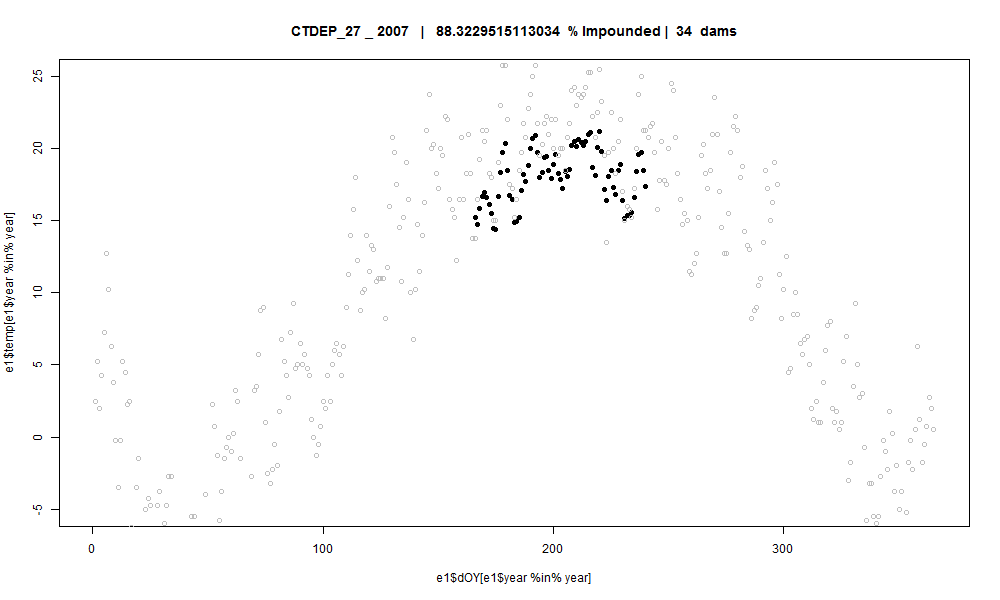 CTDEP_27 _ 2007 | 88.3229515113034 % Impounded | 34 dams
e1$temp[e1$year %in% year]
25
20
15
10
5
0
-5
0 100 200 300
e1$dOY[e1$year %in% year]